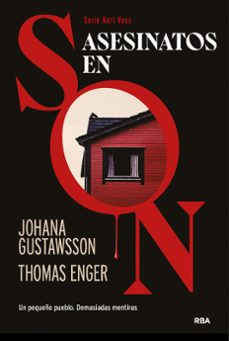 Serie Kari Voss
ASESINATOS
EN
SON
JOHANA
GUSTAWSSON
THOMAS ENGER
Un pequeño pueblo. Demasiadas mentiras
RBA